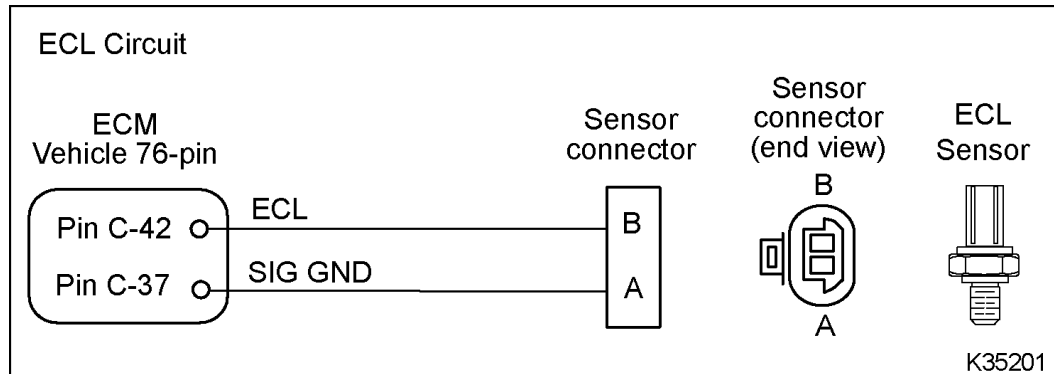 ECL Circuit
ECM
Vehicle 76-pin
Pin C-42
ECL
Pin C-37
SIG GND
Sensor
connector
B
A
Sensor
connector
(end view)
B
A
ECL
Sensor
K35201